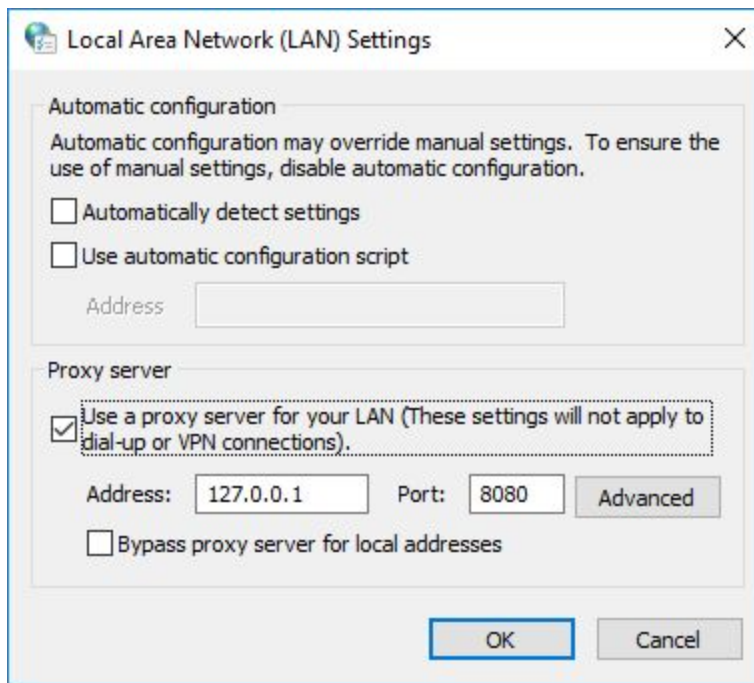 Local Area Network (LAN) Settings
Automatic configuration
Automatic configuration may override manual settings. To ensure the
use of manual settings, disable automatic configuration.
Automatically detect settings
Use automatic configuration script
Address
Proxy server
Use a proxy server for your LAN (These settings will not apply to
dial-up or VPN connections).
Address: 127.0.0.1 Port: 8080 Advanced
Bypass proxy server for local addresses
OK Cancel